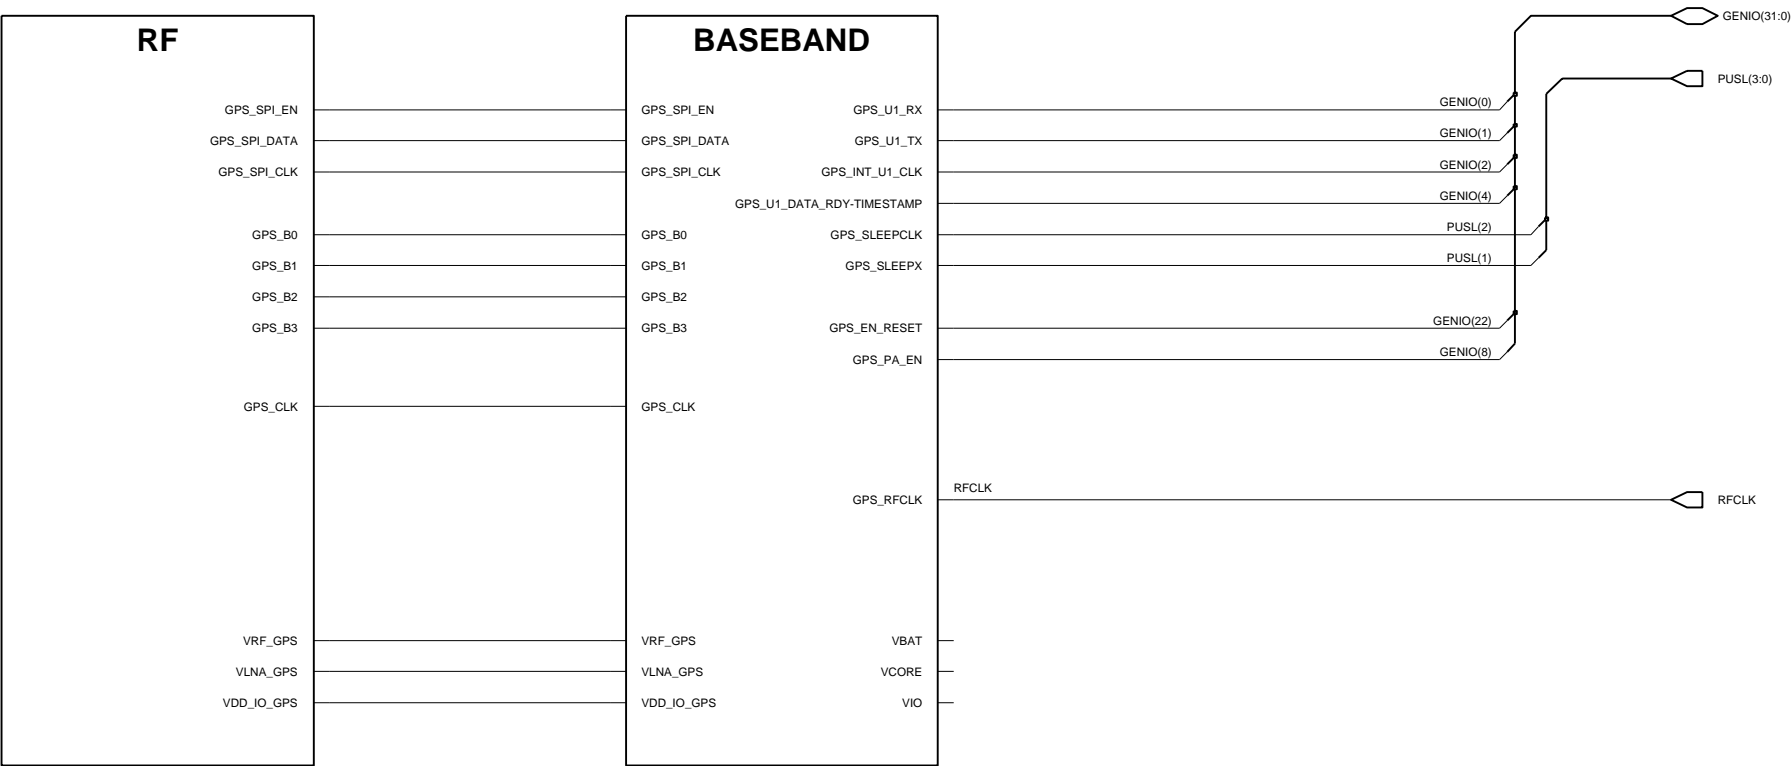 RF
BASEBAND
GENIO(31:0)
PUSL(3:0)
GPS_SPI_EN GPS_SPI_EN GPS_U1_RX GENIO(0)
GPS_SPI_DATA GPS_SPI_DATA GPS_U1_TX GENIO(1)
GPS_SPI_CLK GPS_SPI_CLK GPS_INT_U1_CLK GENIO(2)
GPS_U1_DATA_RDY-TIMESTAMP GENIO(4)
GPS_B0 GPS_B0 GPS_SLEEPCLK PUSL(2)
GPS_B1 GPS_B1 GPS_SLEEPX PUSL(1)
GPS_B2 GPS_B2
GPS_B3 GPS_B3 GPS_EN_RESET GENIO(22)
GPS_PA_EN GENIO(8)
GPS_CLK GPS_CLK
GPS_RFCLK RFCLK RFCLK
VRF_GPS VRF_GPS VBAT
VLNA_GPS VLNA_GPS VCORE
VDD_IO_GPS VDD_IO_GPS VIO